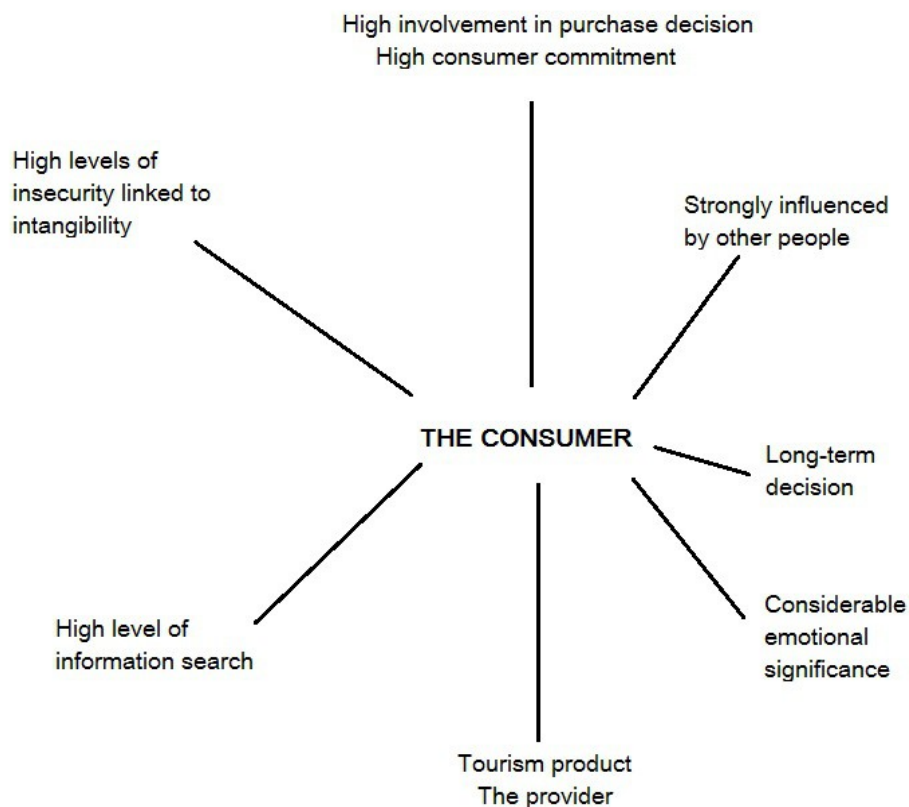 High involvement in purchase decision
High consumer commitment
High levels of
insecurity linked to
intangibility
Strongly influenced
by other people
THE CONSUMER
Long-term
decision
High level of
information search
Considerable
emotional
significance
Tourism product
The provider